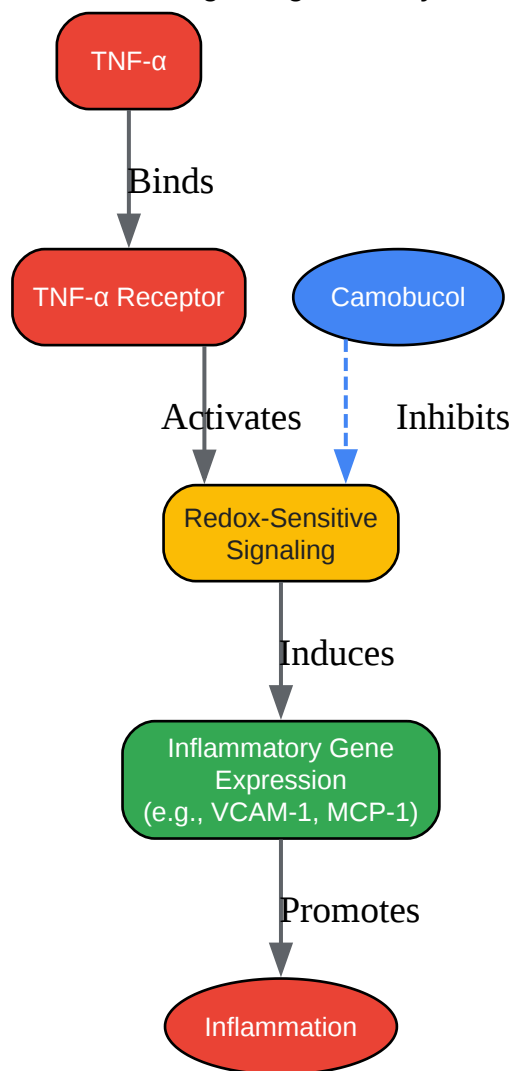 TNF-α
Binds
TNF-α Receptor
Camobucol
Activates
Inhibits
Redox-Sensitive
Signaling
Induces
Inflammatory Gene
Expression
(e.g., VCAM-1, MCP-1)
Promotes
Inflammation